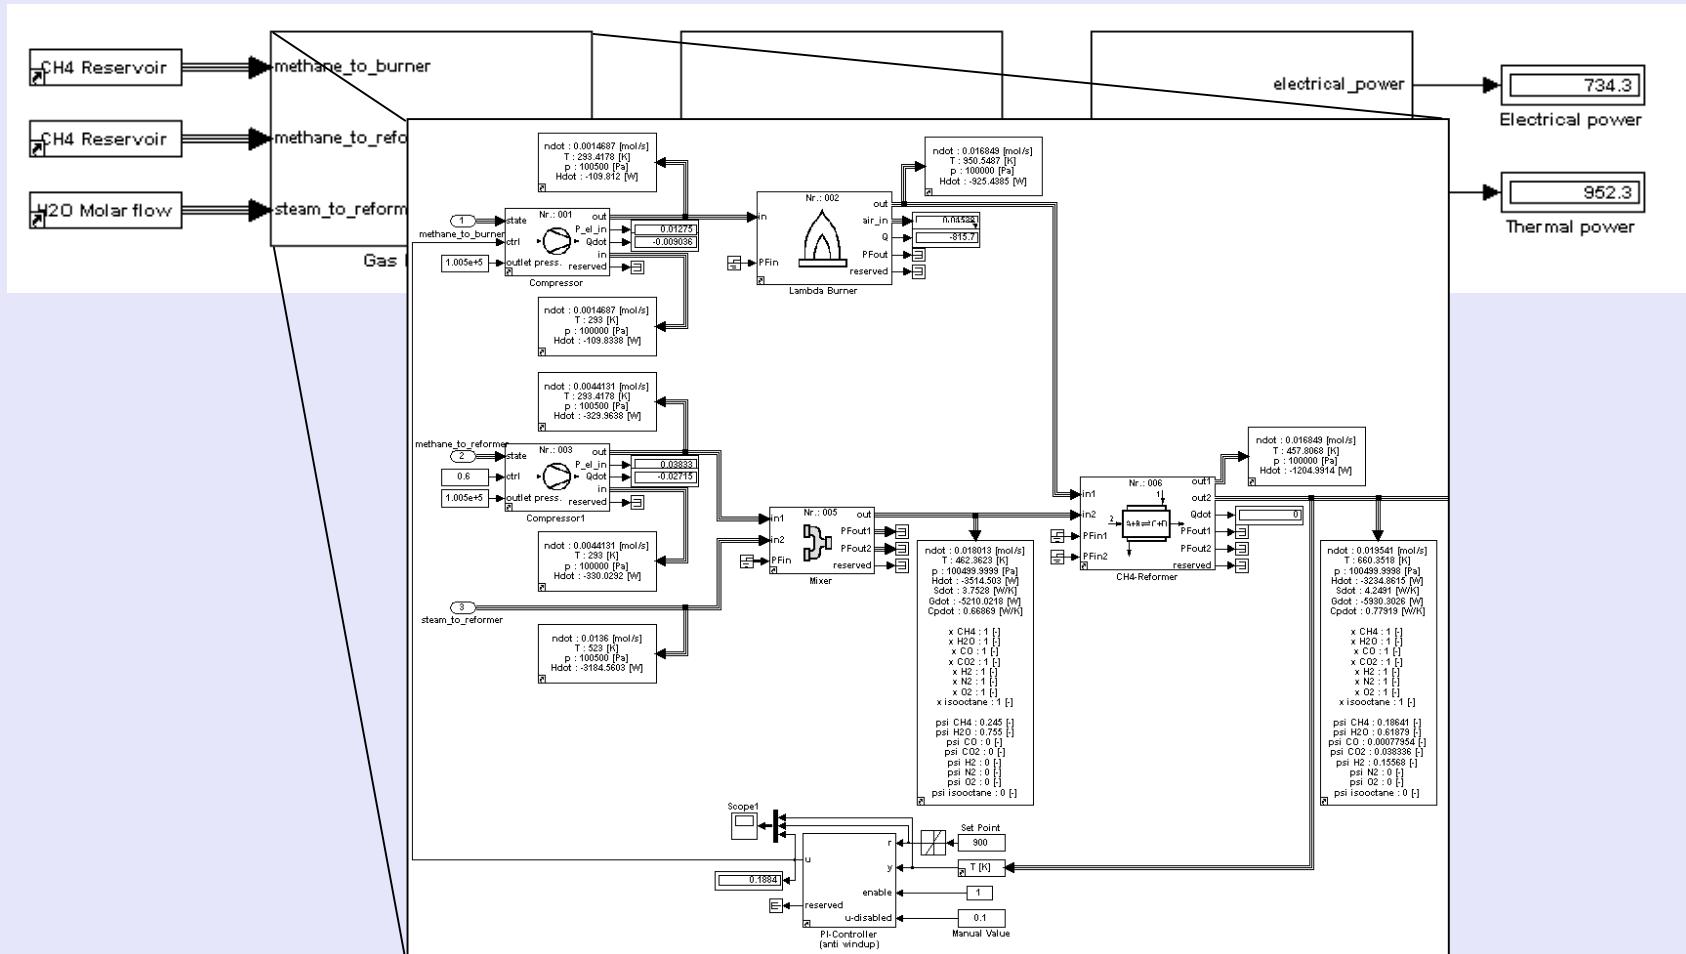 CH4 Reservoir
methane_to_burner
electrical_power
734.3
Electrical power
CH4 Reservoir
methane_to_refo
H2O Molar flow
steam_to_reform
952.3
Thermal power
Gas
ndot : 0.0014687 [mol/s]
T : 293.4178 [K]
p : 100500 [Pa]
Hdot : -109.812 [W]
ndot : 0.016849 [mol/s]
T : 950.5487 [K]
p : 100000 [Pa]
Hdot : -925.4385 [W]
1
methane_to_burner
1.005e+5
Nr.: 001
state
ctrl
outlet press.
out
P_el_in
Qdot
in
reserved
Compressor
0.01275
-0.009036
Nr.: 002
in
PFin
out
air_in
Q
PFout
reserved
Lambda Burner
-815.7
ndot : 0.0014687 [mol/s]
T : 293 [K]
p : 100000 [Pa]
Hdot : -109.8338 [W]
ndot : 0.0044131 [mol/s]
T : 293.4178 [K]
p : 100500 [Pa]
Hdot : -329.9638 [W]
methane_to_reformer
2
0.6
1.005e+5
Nr.: 003
state
ctrl
outlet press.
out
P_el_in
Qdot
in
reserved
Compressor1
0.03833
-0.02715
ndot : 0.0044131 [mol/s]
T : 293 [K]
p : 100000 [Pa]
Hdot : -330.0292 [W]
3
steam_to_reformer
ndot : 0.0136 [mol/s]
T : 523 [K]
p : 100500 [Pa]
Hdot : -3184.5603 [W]
Nr.: 005
in1
in2
PFin
out
PFout1
PFout2
reserved
Mixer
ndot : 0.018013 [mol/s]
T : 462.3623 [K]
p : 100499.9999 [Pa]
Hdot : -3514.503 [W]
Sdot : 3.7528 [W/K]
Gdot : -5210.0218 [W]
Cpdot : 0.66869 [W/K]
x CH4 : 1 [-]
x H2O : 1 [-]
x CO : 1 [-]
x CO2 : 1 [-]
x H2 : 1 [-]
x N2 : 1 [-]
x O2 : 1 [-]
x isooctane : 1 [-]
psi CH4 : 0.245 [-]
psi H2O : 0.755 [-]
psi CO : 0 [-]
psi CO2 : 0 [-]
psi H2 : 0 [-]
psi N2 : 0 [-]
psi O2 : 0 [-]
psi isooctane : 0 [-]
Nr.: 006
in1
in2
PFin1
PFin2
1
2
out1
out2
Qdot
PFout1
PFout2
reserved
CH4-Reformer
0
ndot : 0.016849 [mol/s]
T : 457.8068 [K]
p : 100000 [Pa]
Hdot : -1204.9914 [W]
ndot : 0.019541 [mol/s]
T : 660.3518 [K]
p : 100499.9998 [Pa]
Hdot : -3234.8615 [W]
Sdot : 4.2491 [W/K]
Gdot : -5930.3026 [W]
Cpdot : 0.77919 [W/K]
x CH4 : 1 [-]
x H2O : 1 [-]
x CO : 1 [-]
x CO2 : 1 [-]
x H2 : 1 [-]
x N2 : 1 [-]
x O2 : 1 [-]
x isooctane : 1 [-]
psi CH4 : 0.18641 [-]
psi H2O : 0.61879 [-]
psi CO : 0.00077954 [-]
psi CO2 : 0.038336 [-]
psi H2 : 0.15568 [-]
psi N2 : 0 [-]
psi O2 : 0 [-]
psi isooctane : 0 [-]
Scope1
Set Point
900
r
u
y
T [K]
0.1884
enable
1
reserved
u-disabled
0.1
PI-Controller
(anti windup)
Manual Value